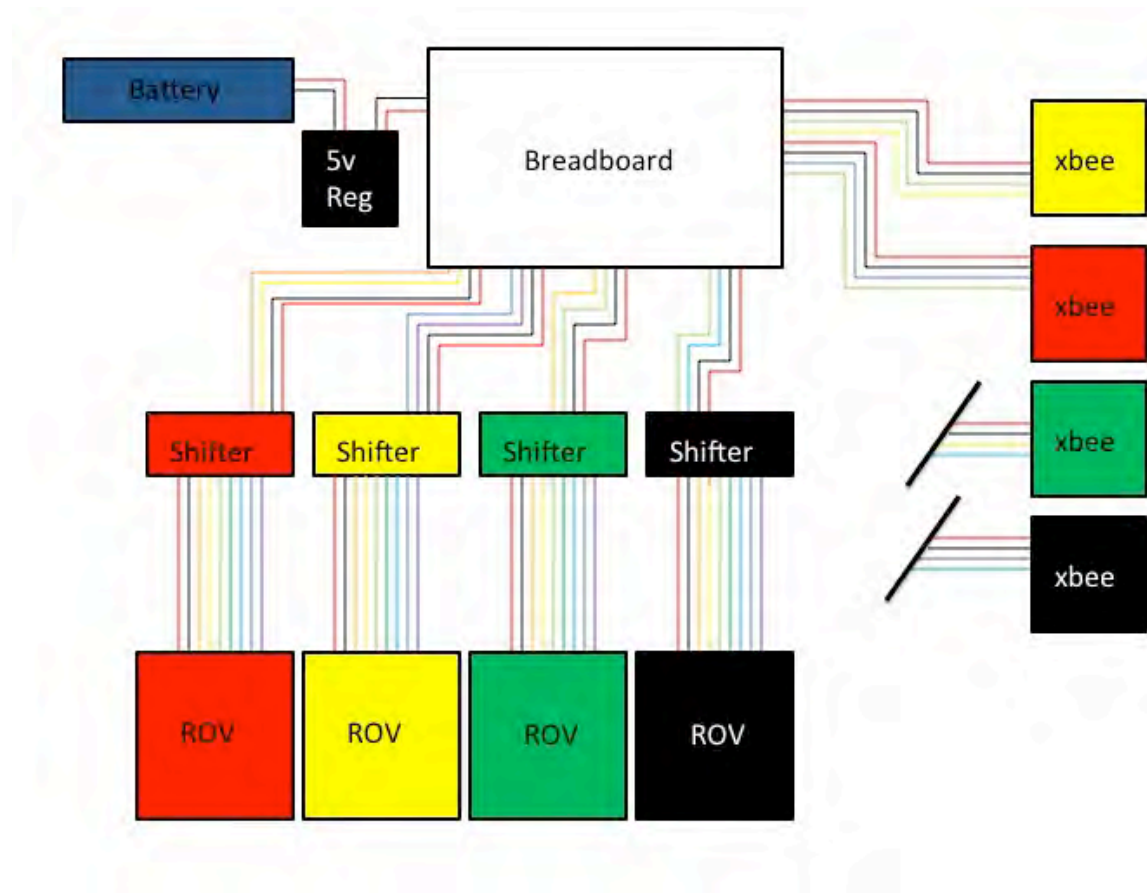 Battery
5v
Reg
Breadboard
xbee
xbee
xbee
xbee
Shifter
Shifter
Shifter
Shifter
ROV
ROV
ROV
ROV